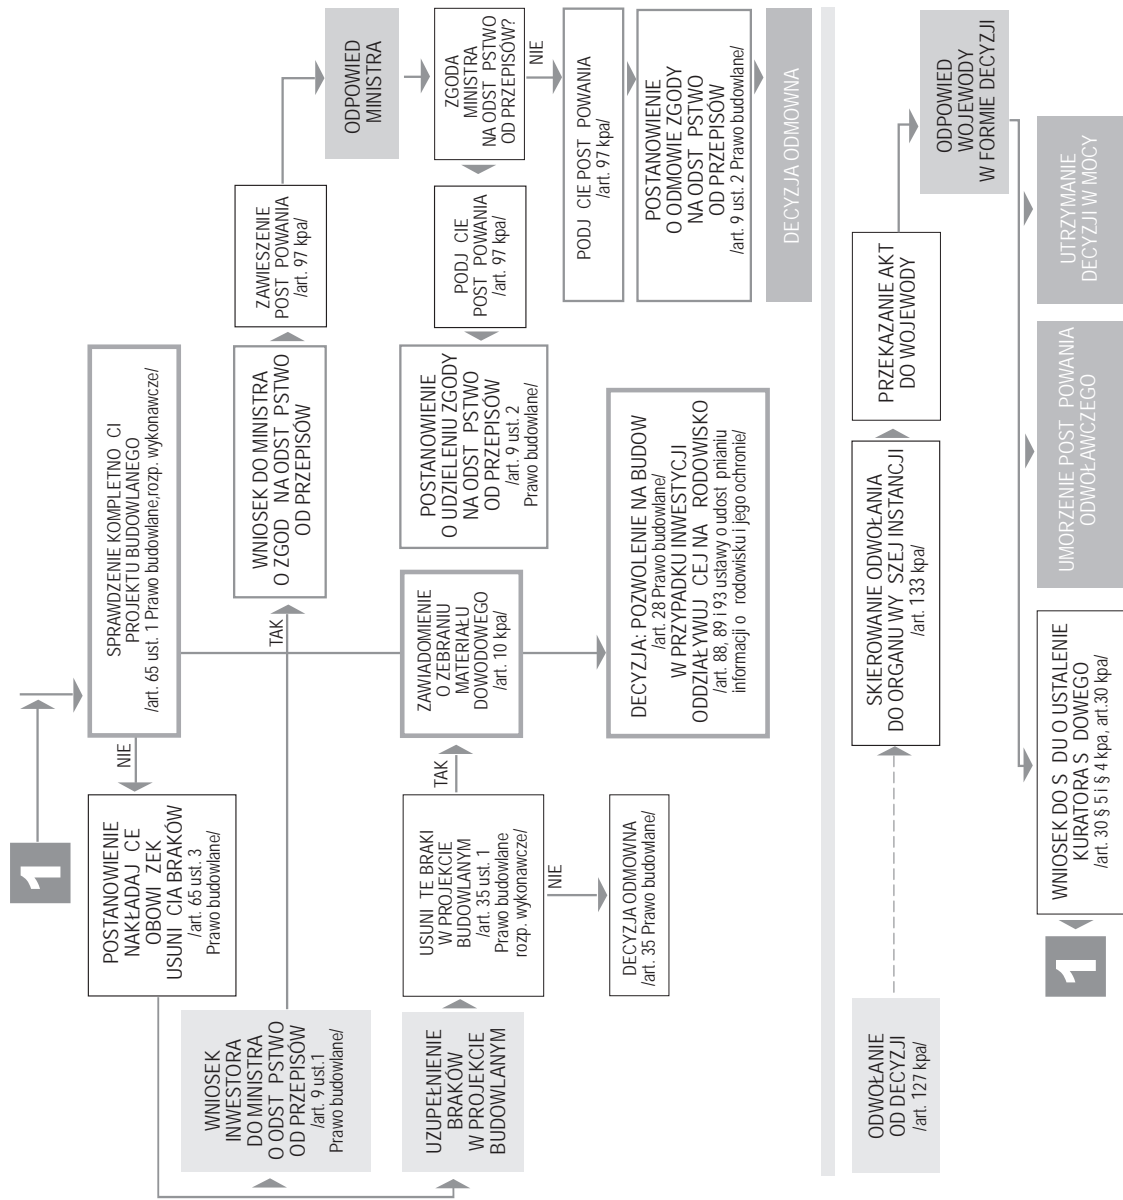 1
SPRAWDZENIE KOMPLETNO CI
PROJEKTU BUDOWLANEGO
/art. 65 ust. 1 Prawo budowlane,rozp. wykonawcze/
NIE
POSTANOWIENIE
NAKŁADAJ CE
OBOWI ZEK
USUNI CIA BRAKÓW
/art. 65 ust. 3
Prawo budowlane/
WNIOSEK
INWESTORA
DO MINISTRA
O ODST PSTWO
OD PRZEPISÓW
/art. 9 ust.1
Prawo budowlane/
TAK
WNIOSEK DO MINISTRA
O ZGOD NA ODST PSTWO
OD PRZEPISÓW
ZAWIESZENIE
POST POWANIA
/art. 97 kpa/
ODPOWIED
MINISTRA
ZGODA
MINISTRA
NA ODST PSTWO
OD PRZEPISÓW?
NIE
PODJ CIE
POST POWANIA
/art. 97 kpa/
POSTANOWIENIE
O UDZIELENIU ZGODY
NA ODST PSTWO
OD PRZEPISÓW
/art. 9 ust. 2
Prawo budowlane/
PODJ CIE POST POWANIA
/art. 97 kpa/
POSTANOWIENIE
O ODMOWIE ZGODY
NA ODST PSTWO
OD PRZEPISÓW
/art. 9 ust. 2 Prawo budowlane/
DECYZJA ODMOWNA
UZUPEŁNIENIE
BRAKÓW
W PROJEKCIE
BUDOWLANYM
USUNI TE BRAKI
W PROJEKCIE
BUDOWLANYM
/art. 35 ust. 1
Prawo budowlane
rozp. wykonawcze/
TAK
NIE
ZAWIADOMIENIE
O ZEBRANIU
MATERIAŁU
DOWODOWEGO
/art. 10 kpa/
DECYZJA ODMOWNA
/art. 35 Prawo budowlane/
DECYZJA: POZWOLENIE NA BUDOW
/art. 28 Prawo budowlane/
W PRZYPADKU INWESTYCJI
ODDZIAŁYWUJ CEJ NA RODOWISKO
/art. 88, 89 i 93 ustawy o udost pnianiu
informacji o rodowisku i jego ochronie/
ODWOŁANIE
OD DECYZJI
/art. 127 kpa/
SKIEROWANIE ODWOŁANIA
DO ORGANU WY SZEJ INSTANCJI
/art. 133 kpa/
PRZEKAZANIE AKT
DO WOJEWODY
ODPOWIED
WOJEWODY
W FORMIE DECYZJI
1
WNIOSEK DO S DU O USTALENIE
KURATORA S DOWEGO
/art. 30 § 5 i § 4 kpa, art.30 kpa/
UMORZENIE POST POWANIA
ODWOŁAWCZEGO
UTRZYMANIE
DECYZJI W MOCY